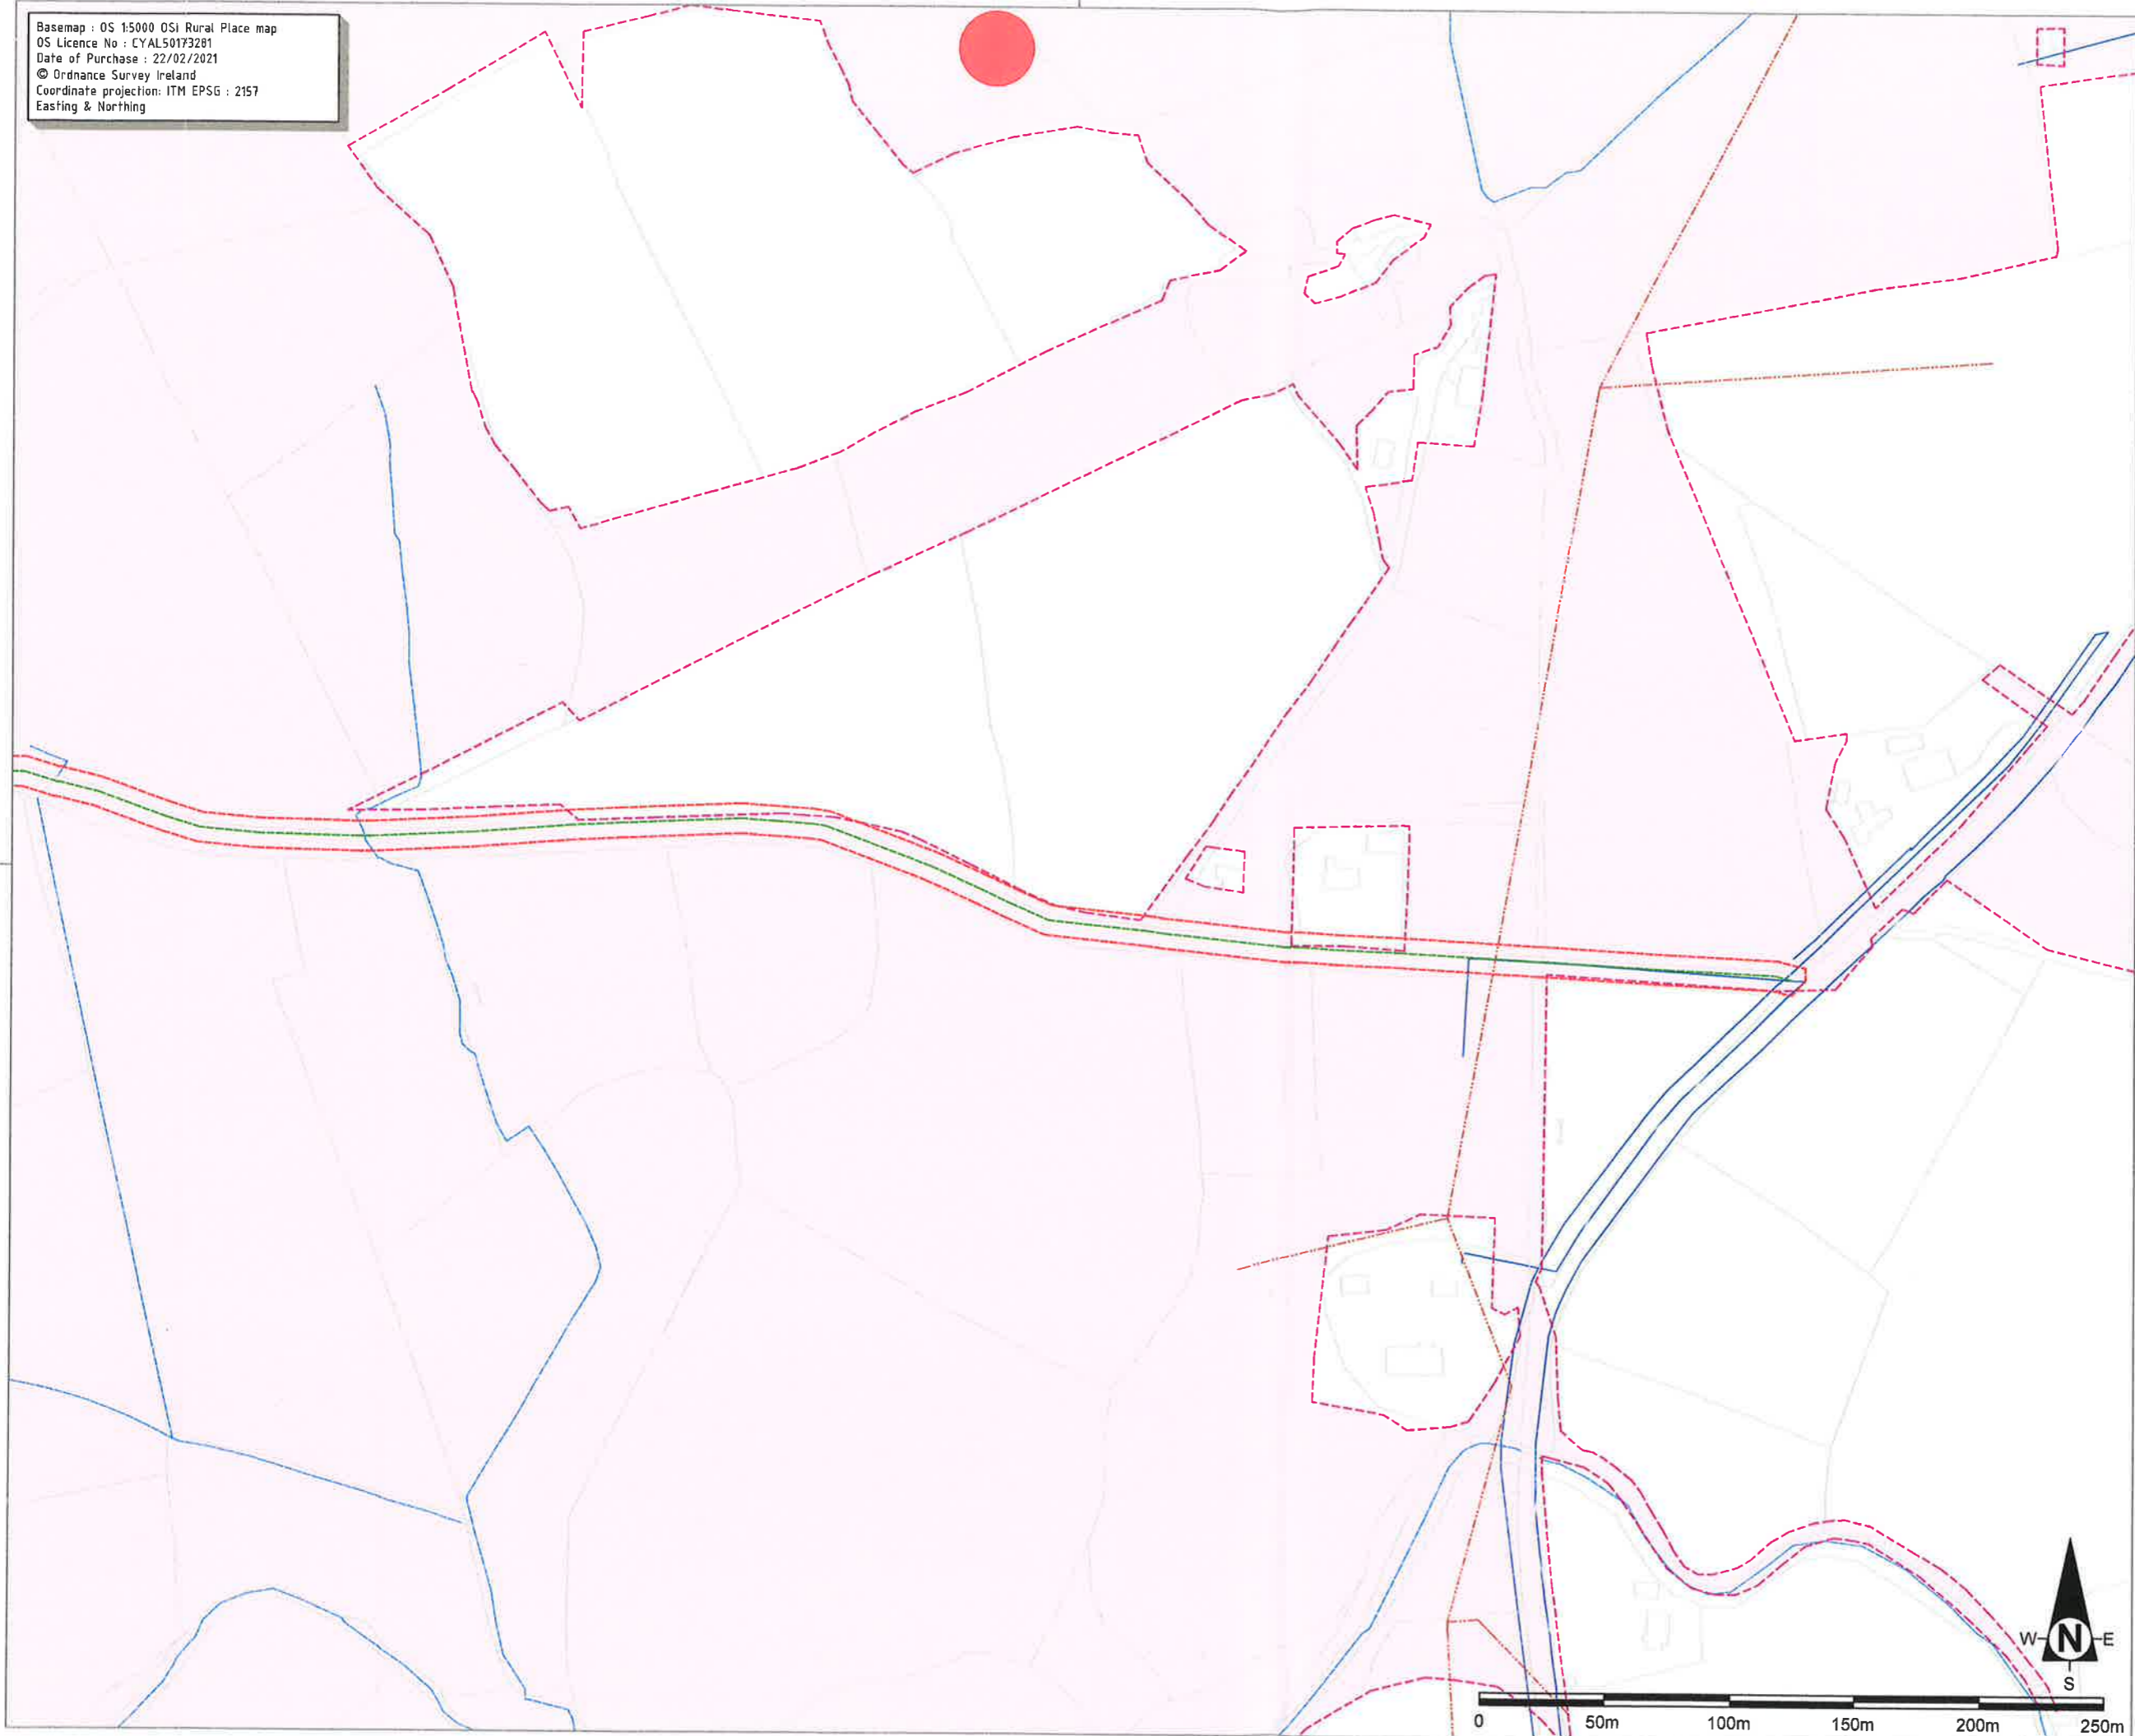 Basemap : OS 1:5000 OSi Rural Place map
OS Licence No : CYAL50173281
Date of Purchase : 22/02/2021
© Ordnance Survey Ireland
Coordinate projection: ITM EPSG : 2157
Easting & Northing
W N E
S
0 50m 100m 150m 200m 250m